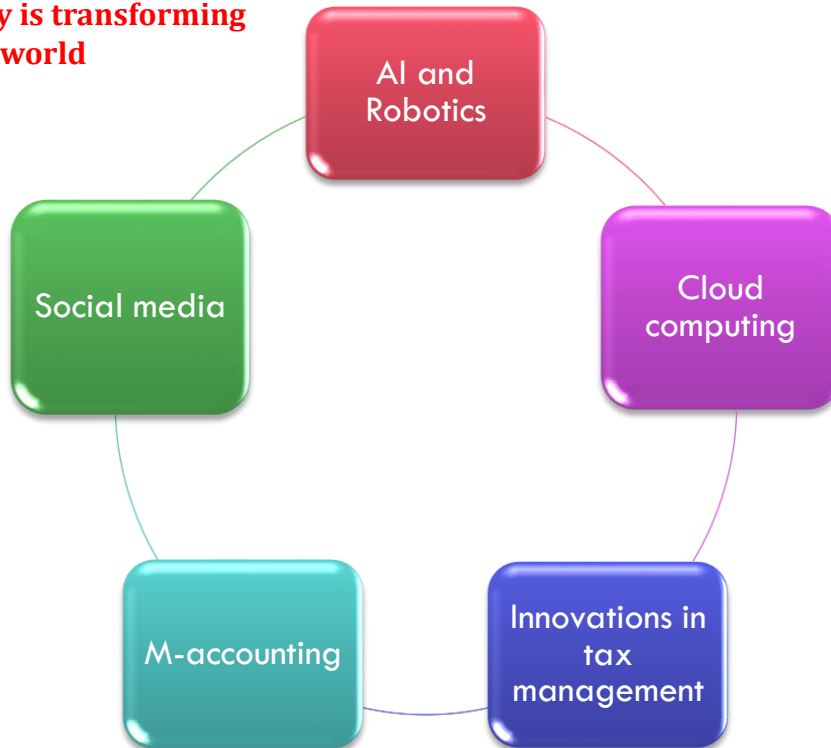 is transforming
world
AI and
Robotics
Cloud
computing
Innovations in
tax
management
M-accounting
Social media